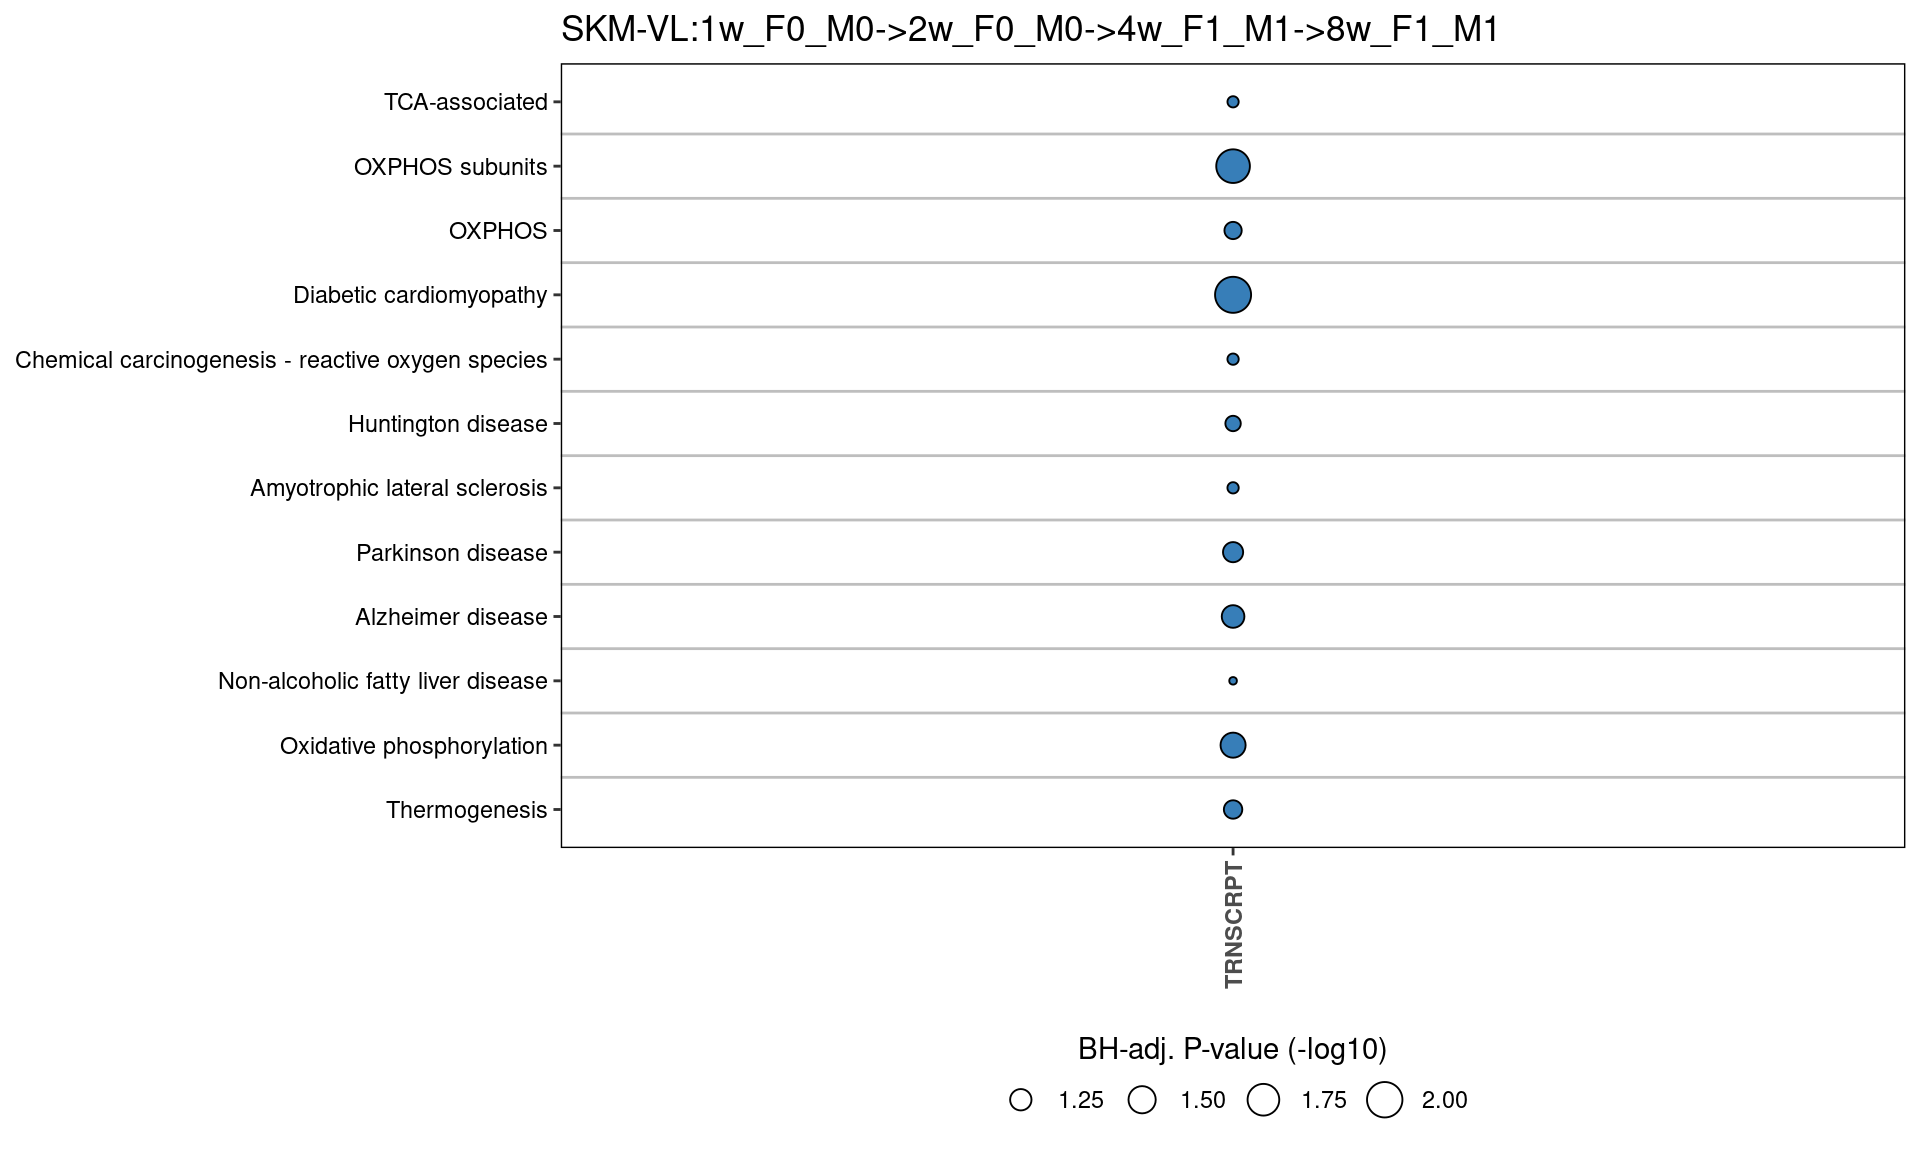 SKM-VL:1w_F0_M0->2w_F0_M0->4w_F1_M1->8w_F1_M1
TCA-associated
OXPHOS subunits
OXPHOS
Diabetic cardiomyopathy
Chemical carcinogenesis - reactive oxygen species
Huntington disease
Amyotrophic lateral sclerosis
Parkinson disease
Alzheimer disease
Non-alcoholic fatty liver disease
Oxidative phosphorylation
Thermogenesis
TRNSCRPT
BH-adj. P-value (-log10)
1.25 1.50 1.75 2.00